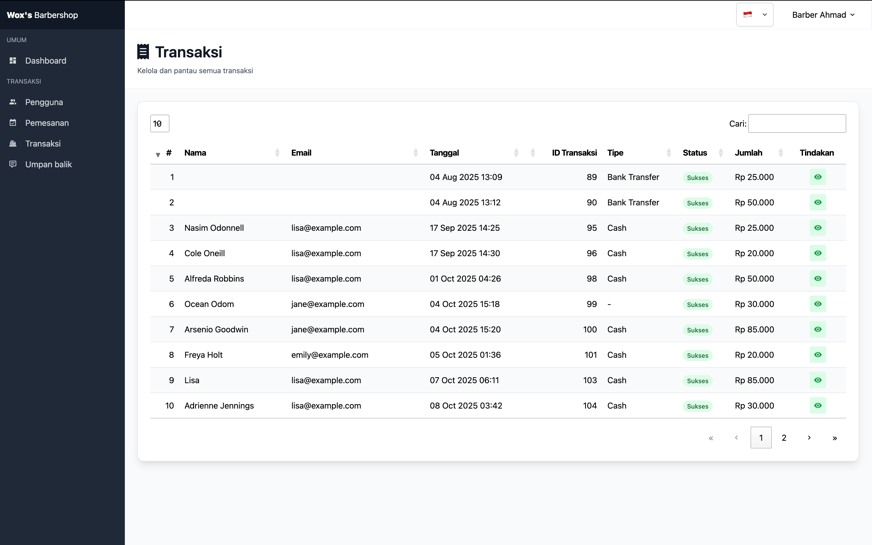 Wox's Barbershop
Barber Ahmad
UMUM
Dashboard
TRANSAKSI
Pengguna
Pemesanan
Transaksi
Umpan balik
Transaksi
Kelola dan pantau semua transaksi
10
Cari:
# Nama Email Tanggal ID Transaksi Tipe Status Jumlah Tindakan
1 04 Aug 2025 13:09 89 Bank Transfer Sukses Rp 25.000
2 04 Aug 2025 13:12 90 Bank Transfer Sukses Rp 50.000
3 Nasim Odonnell lisa@example.com 17 Sep 2025 14:25 95 Cash Sukses Rp 25.000
4 Cole Oneill lisa@example.com 17 Sep 2025 14:30 96 Cash Sukses Rp 20.000
5 Alfreda Robbins lisa@example.com 01 Oct 2025 04:26 98 Cash Sukses Rp 50.000
6 Ocean Odom jane@example.com 04 Oct 2025 15:18 99 - Sukses Rp 30.000
7 Arsenio Goodwin jane@example.com 04 Oct 2025 15:20 100 Cash Sukses Rp 85.000
8 Freya Holt emily@example.com 05 Oct 2025 01:36 101 Cash Sukses Rp 20.000
9 Lisa lisa@example.com 07 Oct 2025 06:11 103 Cash Sukses Rp 85.000
10 Adrienne Jennings lisa@example.com 08 Oct 2025 03:42 104 Cash Sukses Rp 30.000
« ‹ 1 2 › »